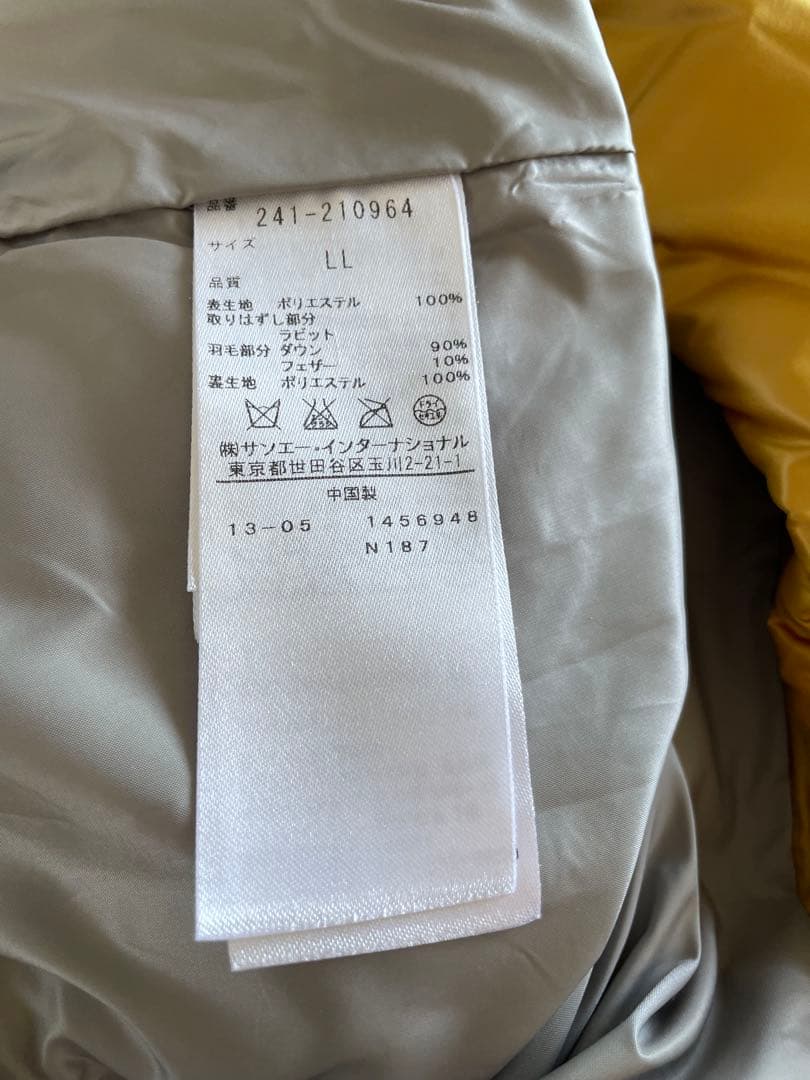 品番 241-210964
サイズ
LL
品質
表生地 ポリエステル 100%
取りはずし部分
ラビット
羽毛部分 ダウン 90%
フェザー 10%
裏生地 ポリエステル 100%
ドライ
㈱サンエー・インターナショナル
東京都世田谷区玉川2-21-1
中国製
13-05 1456948
N187